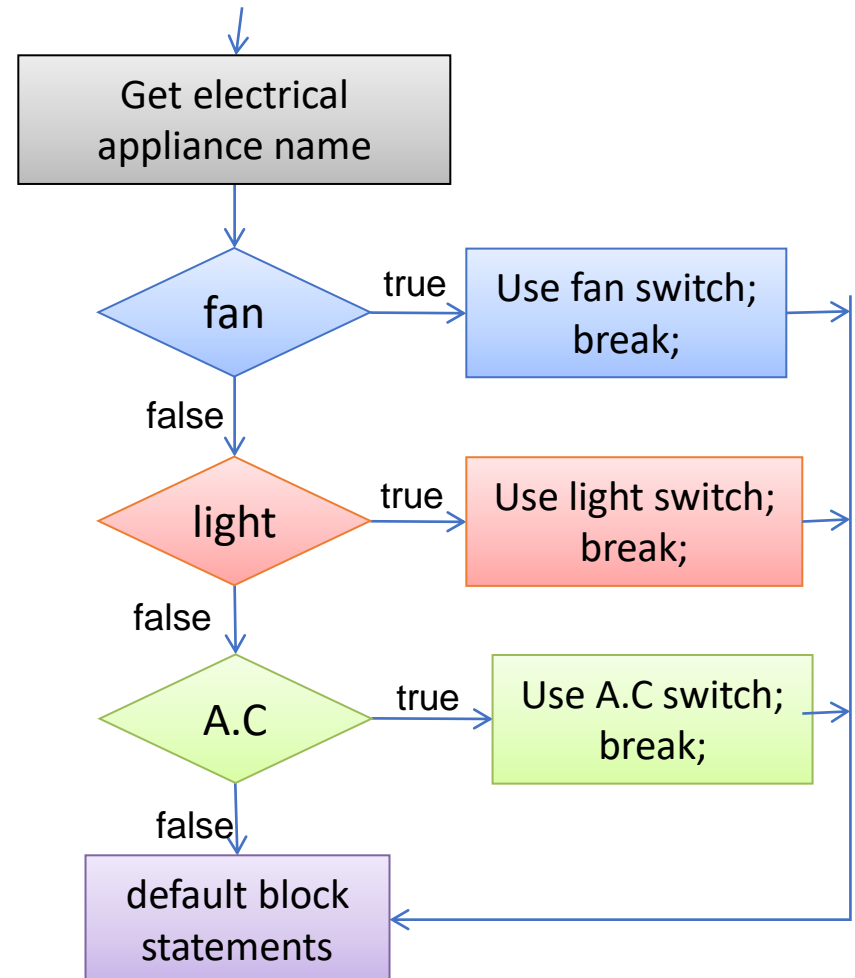 Get electrical
appliance name
fan
true
Use fan switch;
break;
false
light
true
Use light switch;
break;
false
A.C
true
Use A.C switch;
break;
false
default block
statements